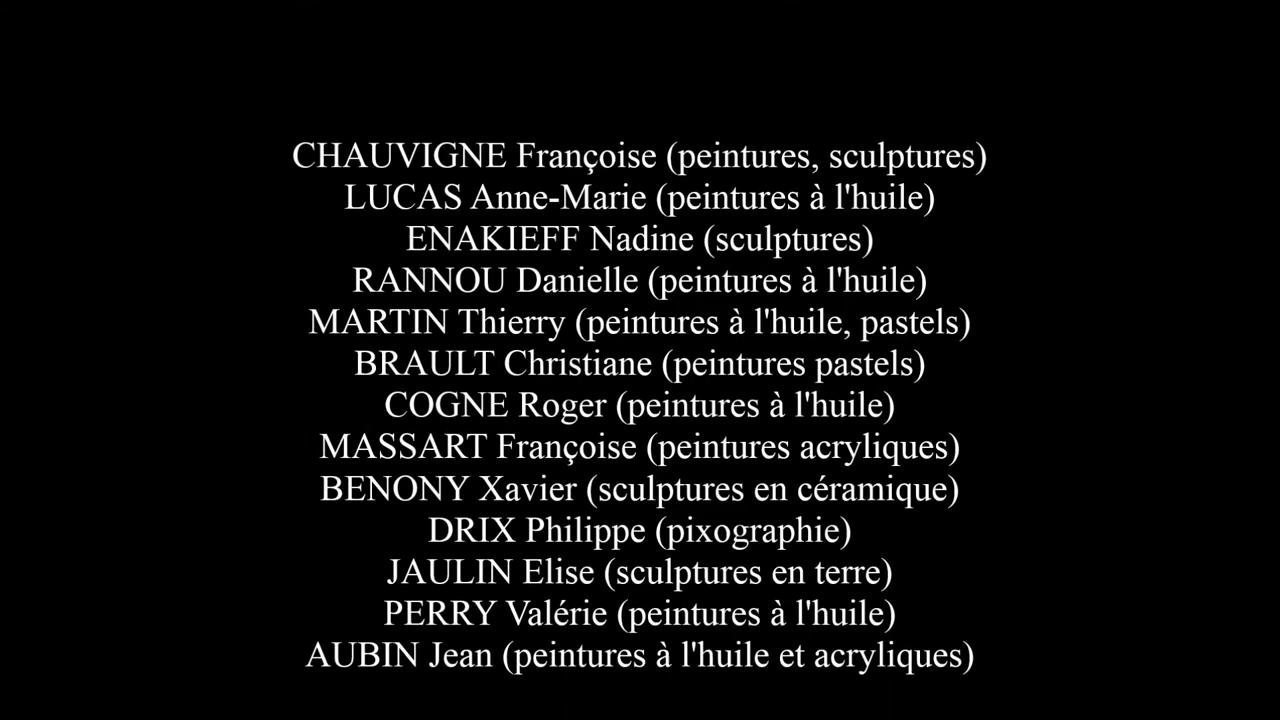 CHAUVIGNE Françoise (peintures, sculptures)
LUCAS Anne-Marie (peintures à l'huile)
ENAKIEFF Nadine (sculptures)
RANNOU Danielle (peintures à l'huile)
MARTIN Thierry (peintures à l'huile, pastels)
BRAULT Christiane (peintures pastels)
COGNE Roger (peintures à l'huile)
MASSART Françoise (peintures acryliques)
BENONY Xavier (sculptures en céramique)
DRIX Philippe (pixographie)
JAULIN Elise (sculptures en terre)
PERRY Valérie (peintures à l'huile)
AUBIN Jean (peintures à l'huile et acryliques)